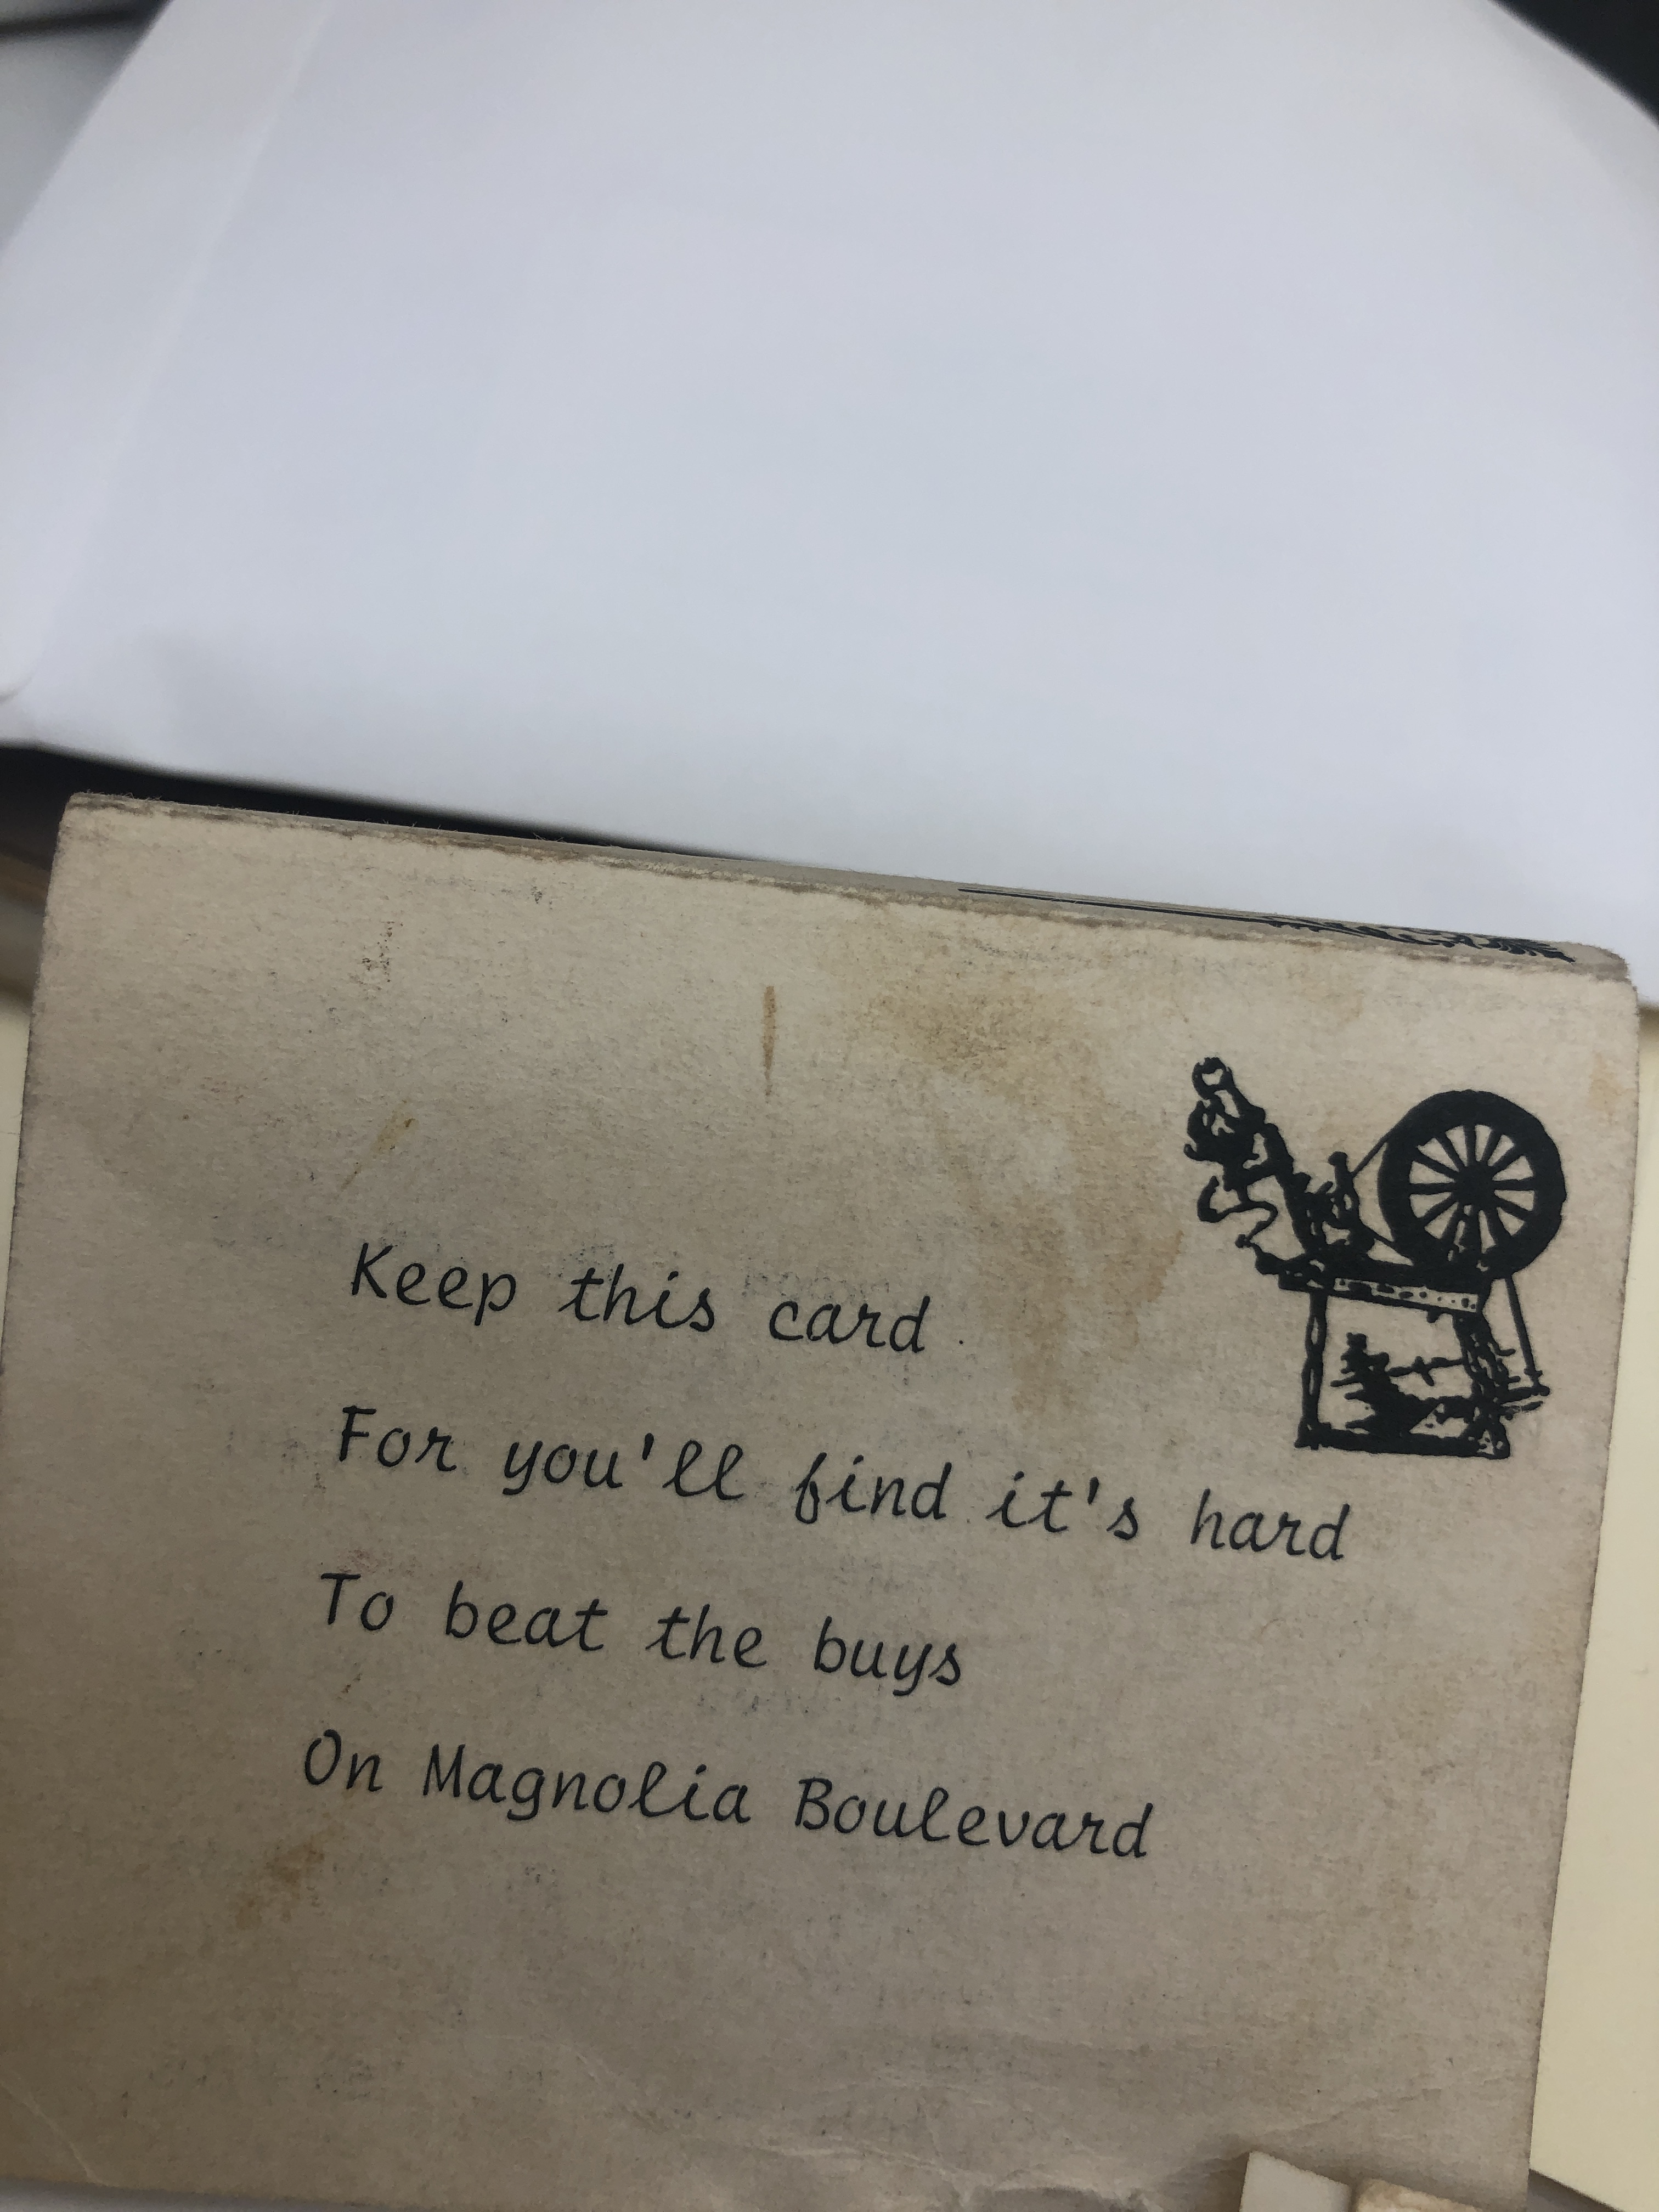 Keep this card
For you'll find it's hard
To beat the buys
On Magnolia Boulevard